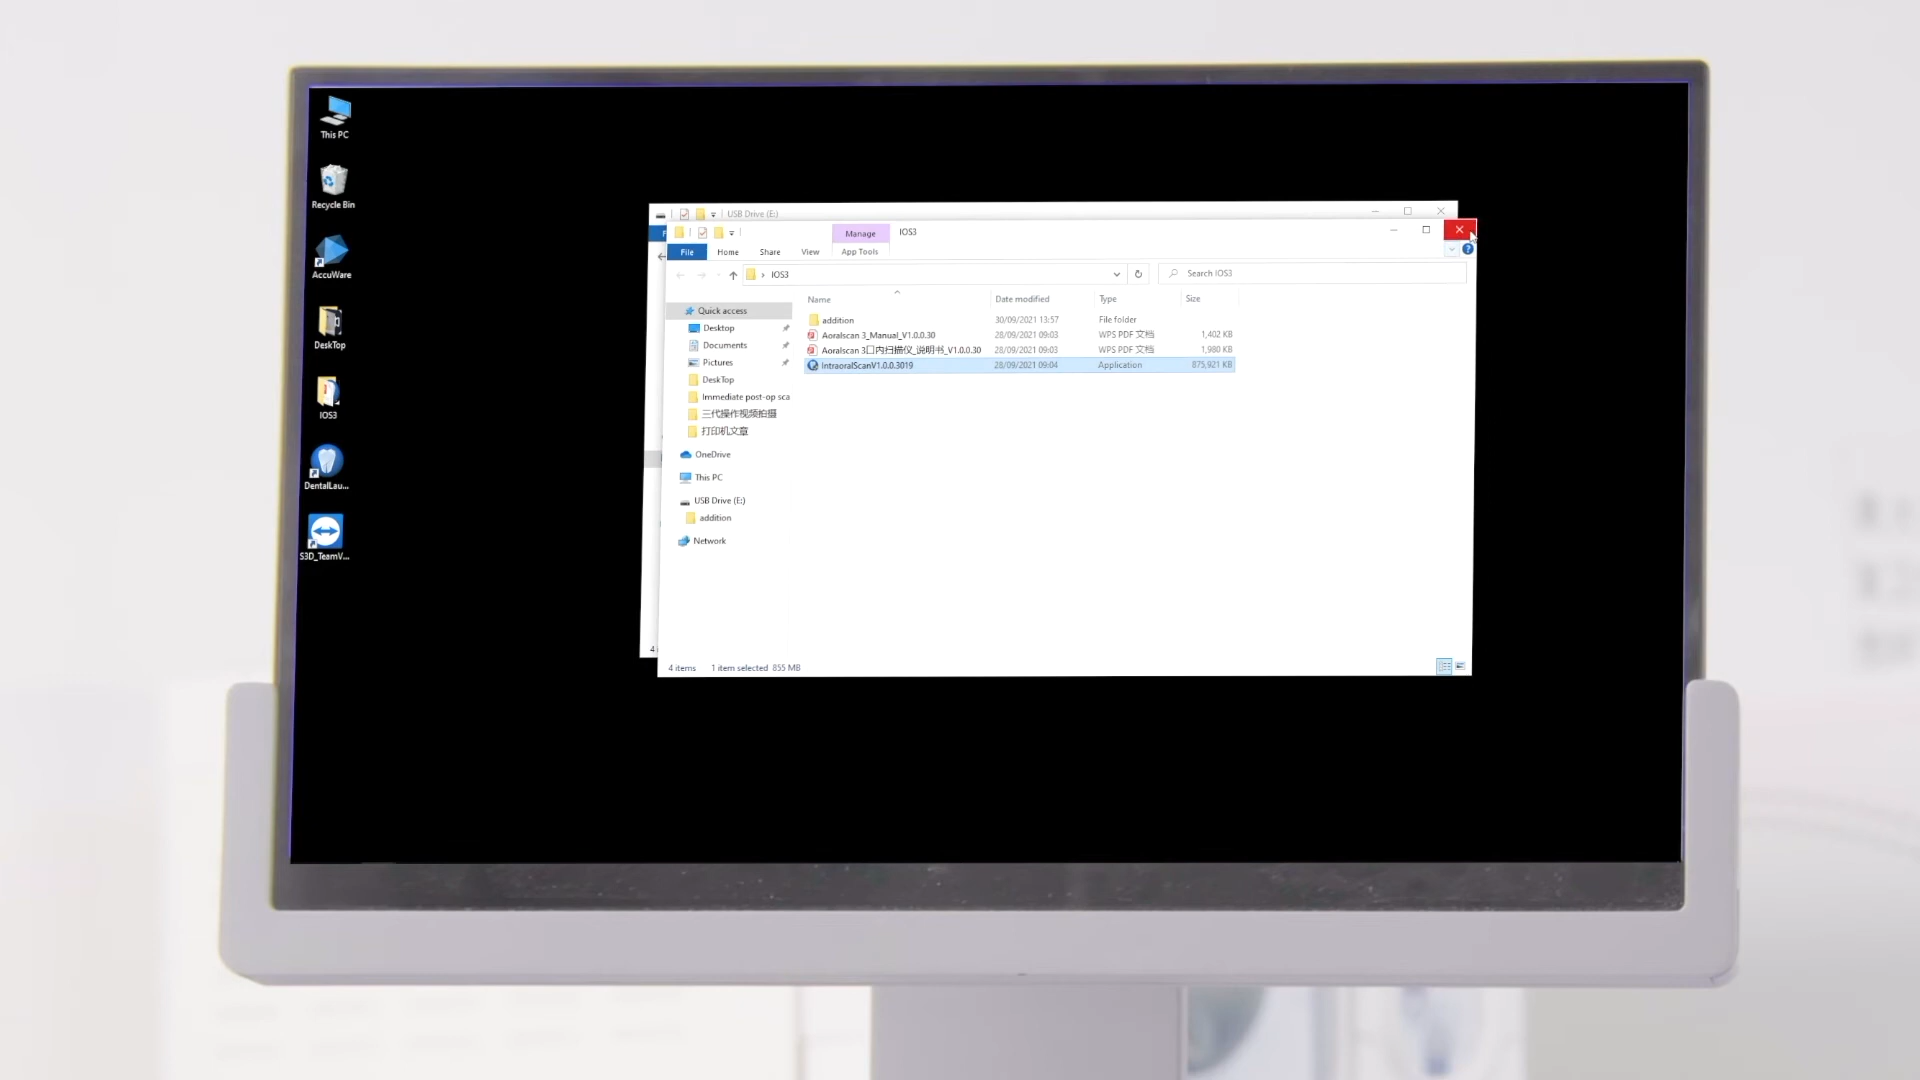 This PC
Recycle Bin
AccuWare
DeskTop
IOS3
DentalLau...
S3D_TeamV...
USB Drive (E:)
Manage
IOS3
File
Home
Share
View
App Tools
IOS3
Search IOS3
Name
Date modified
Type
Size
addition
30/09/2021 13:57
File folder
Aoralscan 3_Manual_V1.0.0.30
28/09/2021 09:03
WPS PDF 文档
1,402 KB
Aoralscan 3口内扫描仪_说明书_V1.0.0.30
28/09/2021 09:03
WPS PDF 文档
1,980 KB
IntraoralScanV1.0.0.3019
28/09/2021 09:04
Application
875,921 KB
Quick access
Desktop
Documents
Pictures
DeskTop
Immediate post-op sca
三代操作视频拍摄
打印机文章
OneDrive
This PC
USB Drive (E:)
addition
Network
4
4 items
1 item selected 855 MB